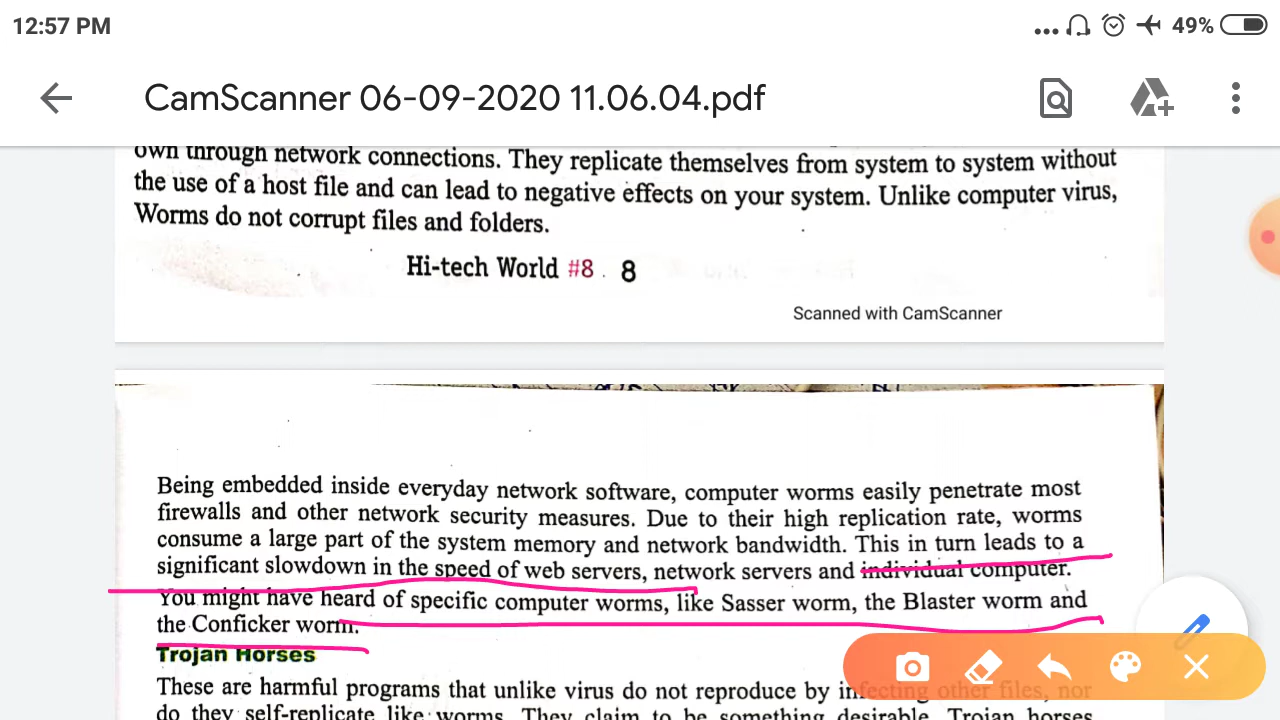 12:57 PM
49%
CamScanner 06-09-2020 11.06.04.pdf
own through network connections. They replicate themselves from system to system without
the use of a host file and can lead to negative effects on your system. Unlike computer virus,
Worms do not corrupt files and folders.
Hi-tech World #8 8
Scanned with CamScanner
Being embedded inside everyday network software, computer worms easily penetrate most
firewalls and other network security measures. Due to their high replication rate, worms
consume a large part of the system memory and network bandwidth. This in turn leads to a
significant slowdown in the speed of web servers, network servers and individual computer.
You might have heard of specific computer worms, like Sasser worm, the Blaster worm and
the Conficker worm.
Trojan Horses
These are harmful programs that unlike virus do not reproduce by infecting other files, nor
do they self-replicate like worms. They claim to be something desirable. Trojan horses